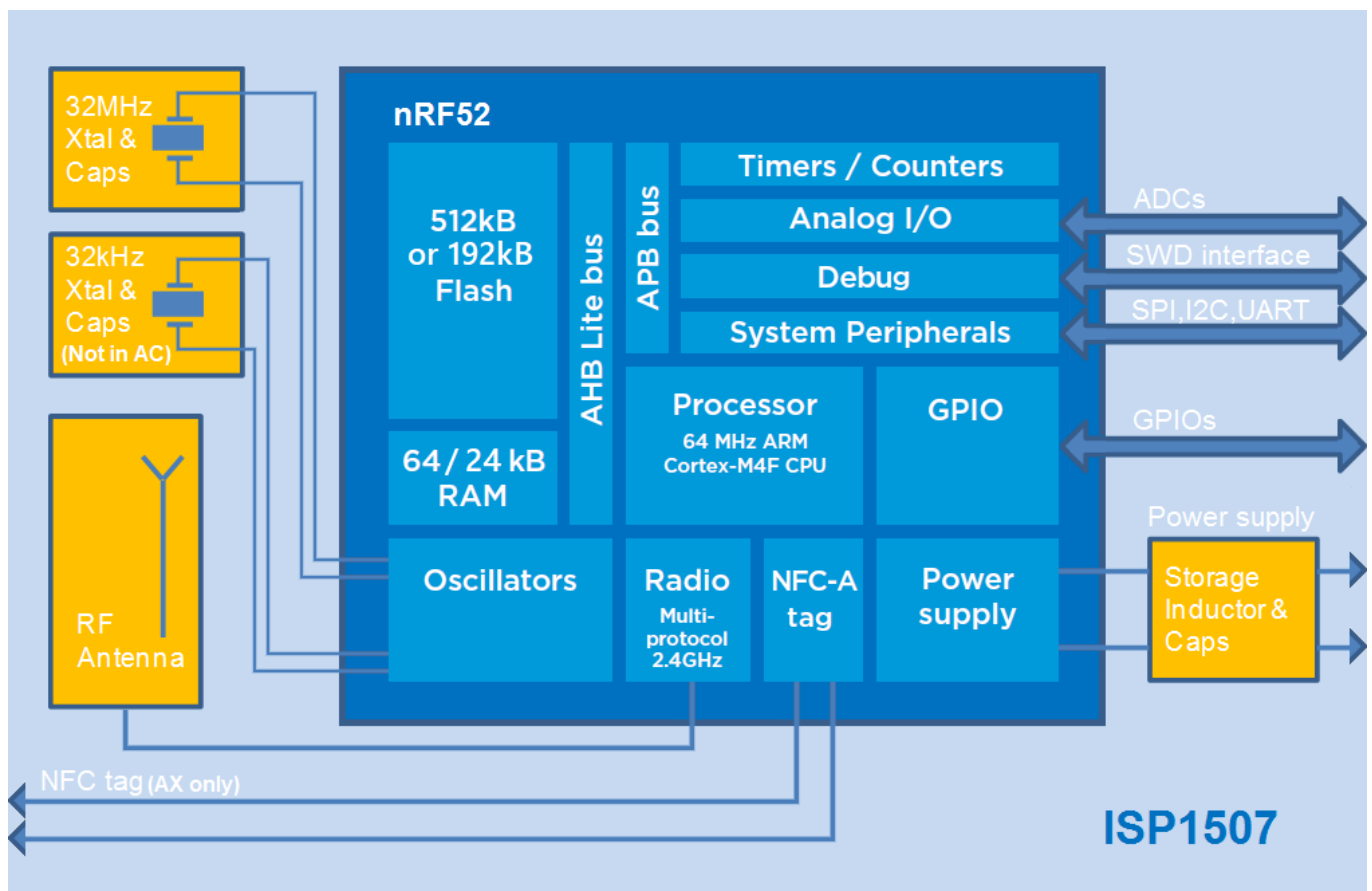 32MHz
Xtal &
Caps
32kHz
Xtal &
Caps
(Not in AC)
RF
Antenna
nRF52
512kB
or 192kB
Flash
64 / 24 kB
RAM
AHB Lite bus
APB bus
Timers / Counters
Analog I/O
Debug
System Peripherals
Processor
64 MHz ARM
Cortex-M4F CPU
GPIO
Oscillators
Radio
Multi-
protocol
2.4GHz
NFC-A
tag
Power
supply
ADCs
SWD interface
SPI,I2C,UART
GPIOs
Power supply
Storage
Inductor &
Caps
NFC tag (AX only)
ISP1507